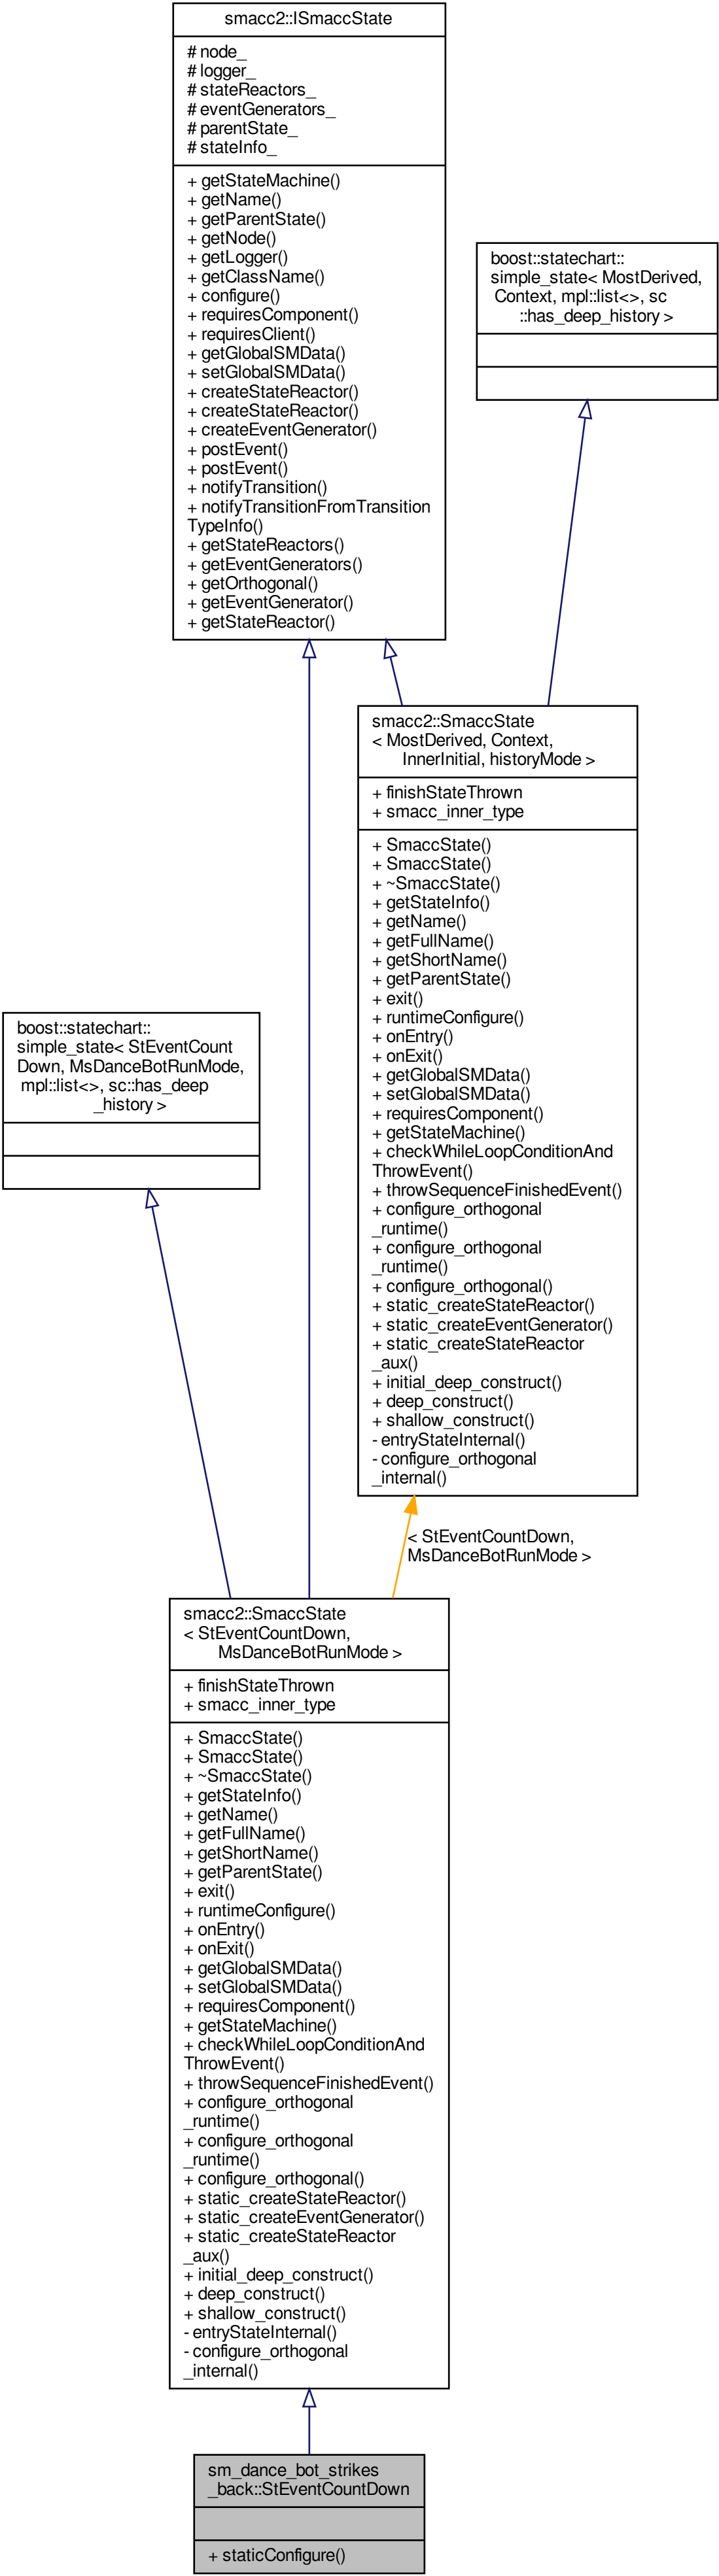 smacc2::ISmaccState
# node_
# logger_
# stateReactors_
# eventGenerators_
# parentState_
# stateInfo_
+ getStateMachine()
+ getName()
+ getParentState()
+ getNode()
+ getLogger()
+ getClassName()
+ configure()
+ requiresComponent()
+ requiresClient()
+ getGlobalSMData()
+ setGlobalSMData()
+ createStateReactor()
+ createStateReactor()
+ createEventGenerator()
+ postEvent()
+ postEvent()
+ notifyTransition()
+ notifyTransitionFromTransition
TypeInfo()
+ getStateReactors()
+ getEventGenerators()
+ getOrthogonal()
+ getEventGenerator()
+ getStateReactor()
boost::statechart::
simple_state< MostDerived,
Context, mpl::list<>, sc
::has_deep_history >
smacc2::SmaccState
< MostDerived, Context,
InnerInitial, historyMode >
+ finishStateThrown
+ smacc_inner_type
+ SmaccState()
+ SmaccState()
+ ~SmaccState()
+ getStateInfo()
+ getName()
+ getFullName()
+ getShortName()
+ getParentState()
+ exit()
+ runtimeConfigure()
+ onEntry()
+ onExit()
+ getGlobalSMData()
+ setGlobalSMData()
+ requiresComponent()
+ getStateMachine()
+ checkWhileLoopConditionAnd
ThrowEvent()
+ throwSequenceFinishedEvent()
+ configure_orthogonal
_runtime()
+ configure_orthogonal
_runtime()
+ configure_orthogonal()
+ static_createStateReactor()
+ static_createEventGenerator()
+ static_createStateReactor
_aux()
+ initial_deep_construct()
+ deep_construct()
+ shallow_construct()
- entryStateInternal()
- configure_orthogonal
_internal()
boost::statechart::
simple_state< StEventCount
Down, MsDanceBotRunMode,
mpl::list<>, sc::has_deep
_history >
< StEventCountDown,
MsDanceBotRunMode >
smacc2::SmaccState
< StEventCountDown,
MsDanceBotRunMode >
+ finishStateThrown
+ smacc_inner_type
+ SmaccState()
+ SmaccState()
+ ~SmaccState()
+ getStateInfo()
+ getName()
+ getFullName()
+ getShortName()
+ getParentState()
+ exit()
+ runtimeConfigure()
+ onEntry()
+ onExit()
+ getGlobalSMData()
+ setGlobalSMData()
+ requiresComponent()
+ getStateMachine()
+ checkWhileLoopConditionAnd
ThrowEvent()
+ throwSequenceFinishedEvent()
+ configure_orthogonal
_runtime()
+ configure_orthogonal
_runtime()
+ configure_orthogonal()
+ static_createStateReactor()
+ static_createEventGenerator()
+ static_createStateReactor
_aux()
+ initial_deep_construct()
+ deep_construct()
+ shallow_construct()
- entryStateInternal()
- configure_orthogonal
_internal()
sm_dance_bot_strikes
_back::StEventCountDown
+ staticConfigure()